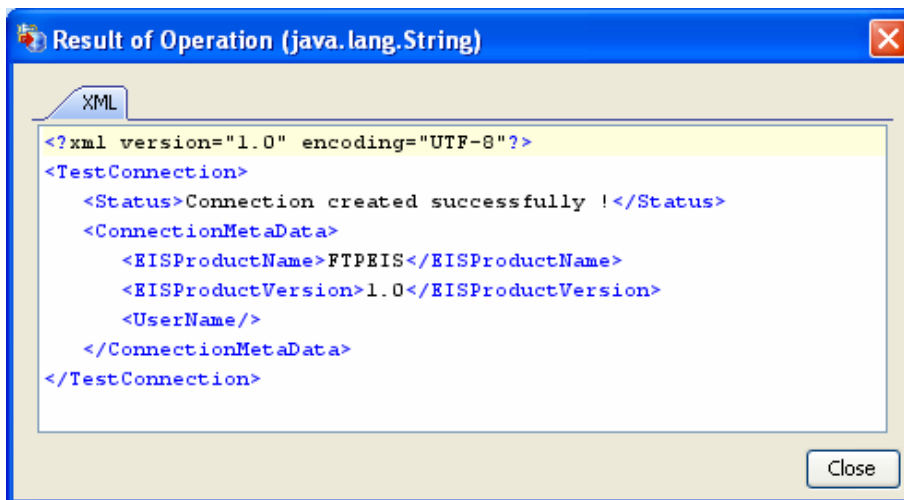 Result of Operation (java.lang.String)
XML
<?xml version="1.0" encoding="UTF-8"?>
<TestConnection>
<Status>Connection created successfully !</Status>
<ConnectionMetaData>
<EISProductName>FTPEIS</EISProductName>
<EISProductVersion>1.0</EISProductVersion>
<UserName/>
</ConnectionMetaData>
</TestConnection>
Close